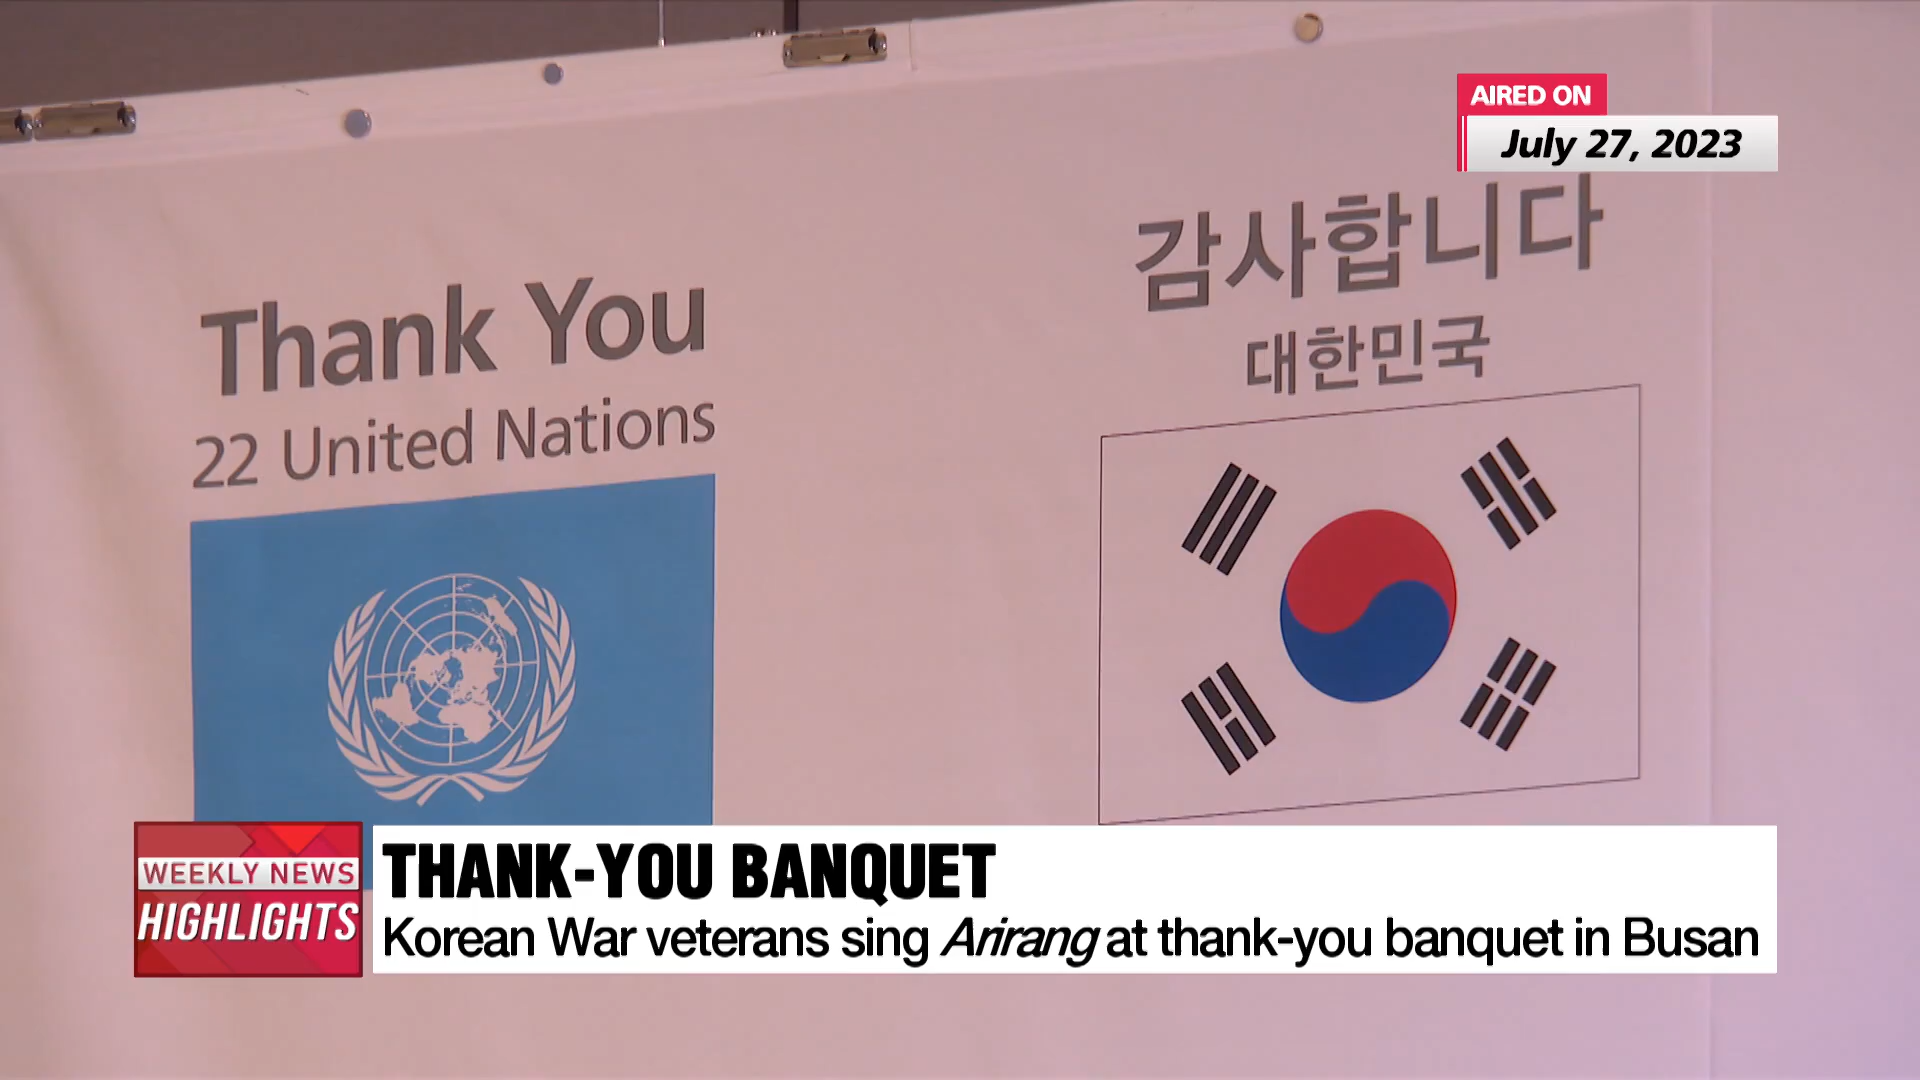 AIRED ON
July 27, 2023
Thank You
22 United Nations
감사합니다
대한민국
WEEKLY NEWS
HIGHLIGHTS
THANK-YOU BANQUET
Korean War veterans sing Arirang at thank-you banquet in Busan